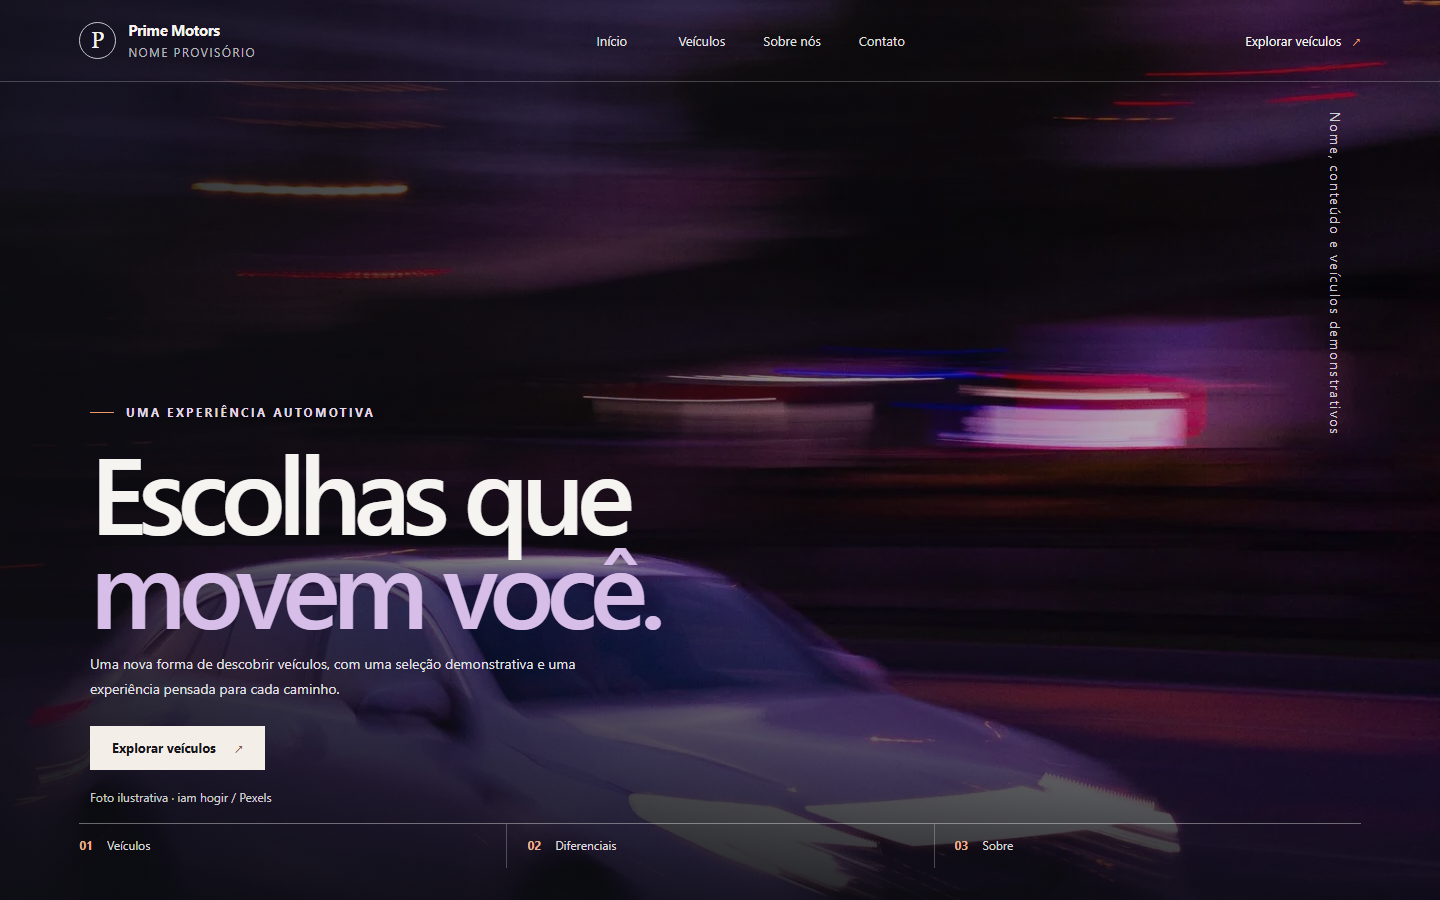 P
Prime Motors
NOME PROVISÓRIO
Início
Veículos
Sobre nós
Contato
Explorar veículos ↗
Nome, conteúdo e veículos demonstrativos
UMA EXPERIÊNCIA AUTOMOTIVA
Escolhas que
movem você.
Uma nova forma de descobrir veículos, com uma seleção demonstrativa e uma
experiência pensada para cada caminho.
Explorar veículos ↗
Foto ilustrativa · iam hogir / Pexels
01 Veículos
02 Diferenciais
03 Sobre